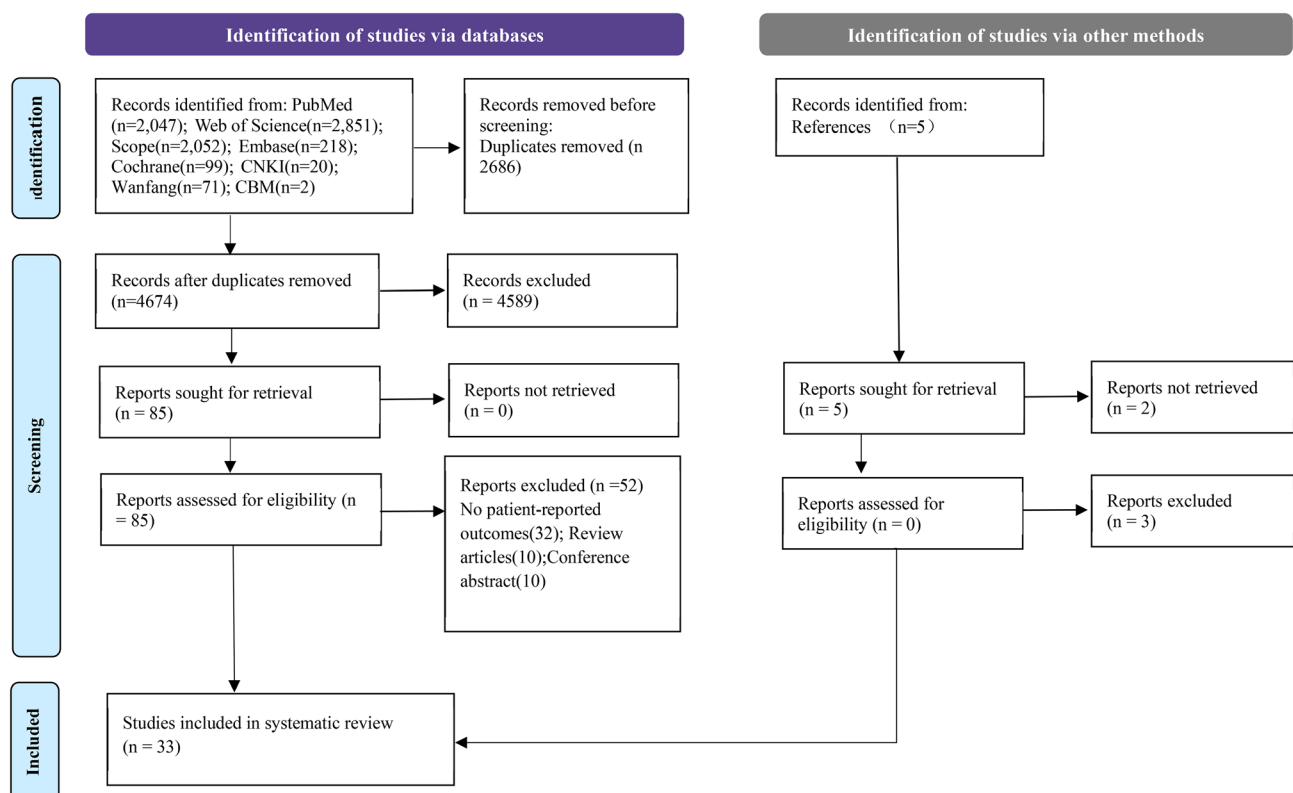 Identification of studies via databases
Identification of studies via other methods
Identification
Records identified from: PubMed
(n=2,047); Web of Science(n=2,851);
Scope(n=2,052); Embase(n=218);
Cochrane(n=99); CNKI(n=20);
Wanfang(n=71); CBM(n=2)
Records removed before
screening:
Duplicates removed (n
2686)
Records identified from:
References （n=5）
Screening
Records after duplicates removed
(n=4674)
Records excluded
(n = 4589)
Reports sought for retrieval
(n = 85)
Reports not retrieved
(n = 0)
Reports sought for retrieval
(n = 5)
Reports not retrieved
(n = 2)
Reports assessed for eligibility (n
= 85)
Reports excluded (n =52)
No patient-reported
outcomes(32); Review
articles(10);Conference
abstract(10)
Reports assessed for
eligibility (n = 0)
Reports excluded
(n = 3)
Included
Studies included in systematic review
(n = 33)